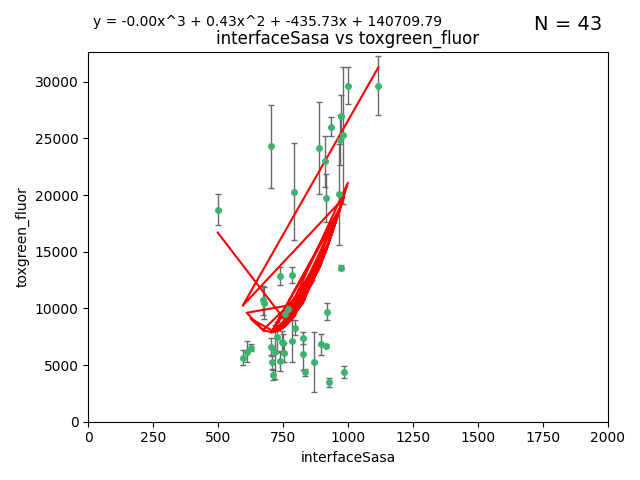 y = -0.00x^3 + 0.43x^2 + -435.73x + 140709.79
N = 43
interfaceSasa vs toxgreen_fluor
30000
25000
20000
15000
10000
5000
0
toxgreen_fluor
0 250 500 750 1000 1250 1500 1750 2000
interfaceSasa